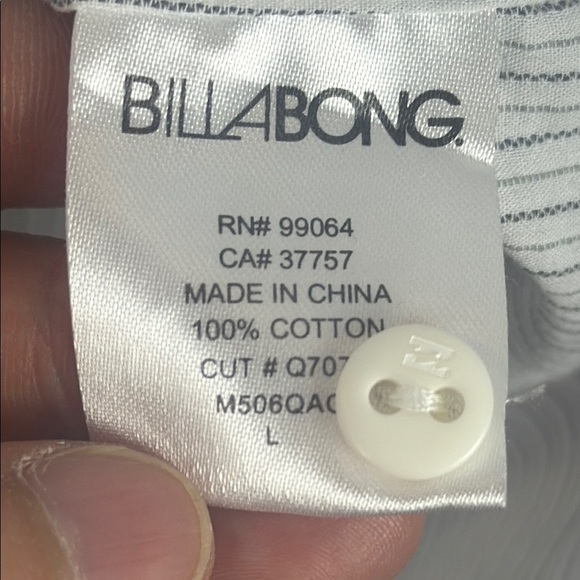 BILLABONG.
RN# 99064
CA# 37757
MADE IN CHINA
100% COTTON
CUT # Q707
M506QA
L